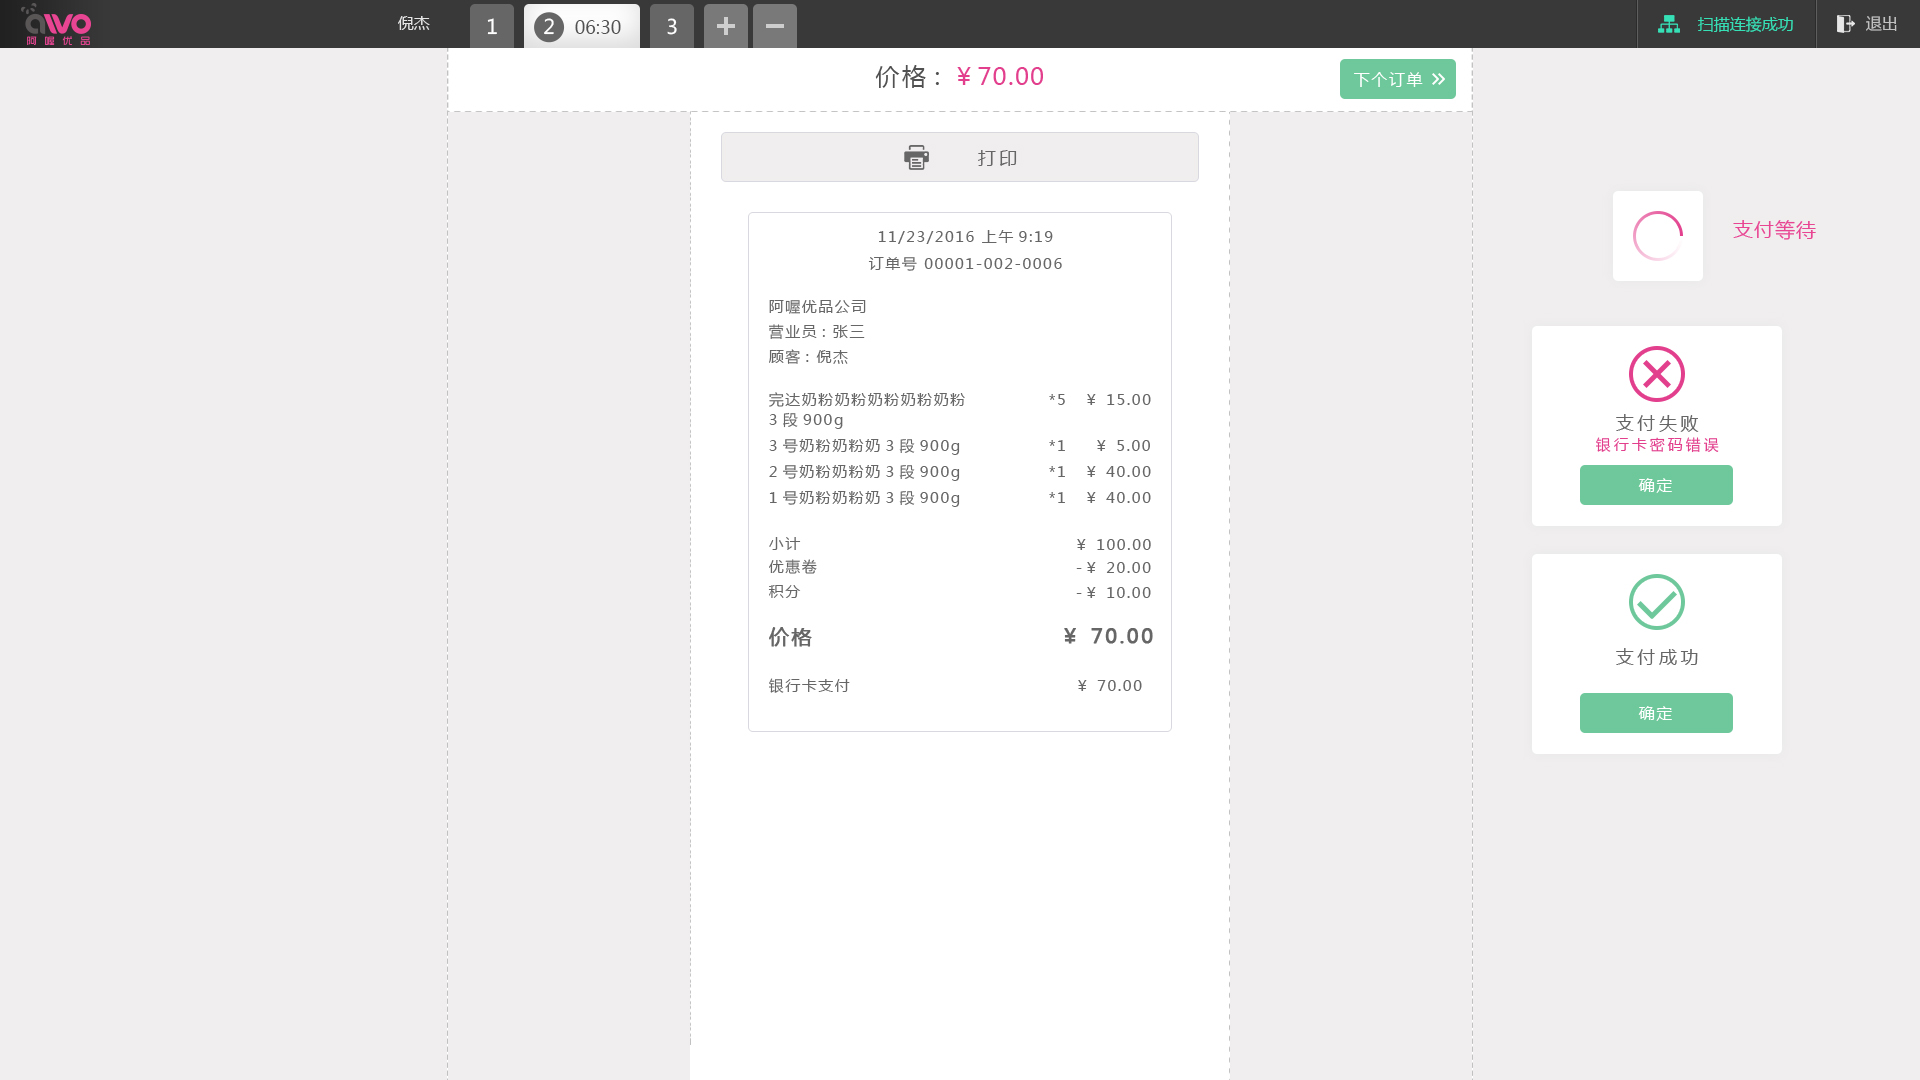 awo
阿喔优品
倪杰
1
2 06:30
3
扫描连接成功
退出
价格： ¥ 70.00
下个订单
打印
支付等待
11/23/2016 上午 9:19
订单号 00001-002-0006
阿喔优品公司
营业员：张三
顾客：倪杰
完达奶粉奶粉奶粉奶粉奶粉 *5 ¥ 15.00
3 段 900g
3 号奶粉奶粉奶 3 段 900g *1 ¥ 5.00
2 号奶粉奶粉奶 3 段 900g *1 ¥ 40.00
1 号奶粉奶粉奶 3 段 900g *1 ¥ 40.00
小计 ¥ 100.00
优惠卷 - ¥ 20.00
积分 - ¥ 10.00
价格 ¥ 70.00
银行卡支付 ¥ 70.00
支付失败
银行卡密码错误
确定
支付成功
确定